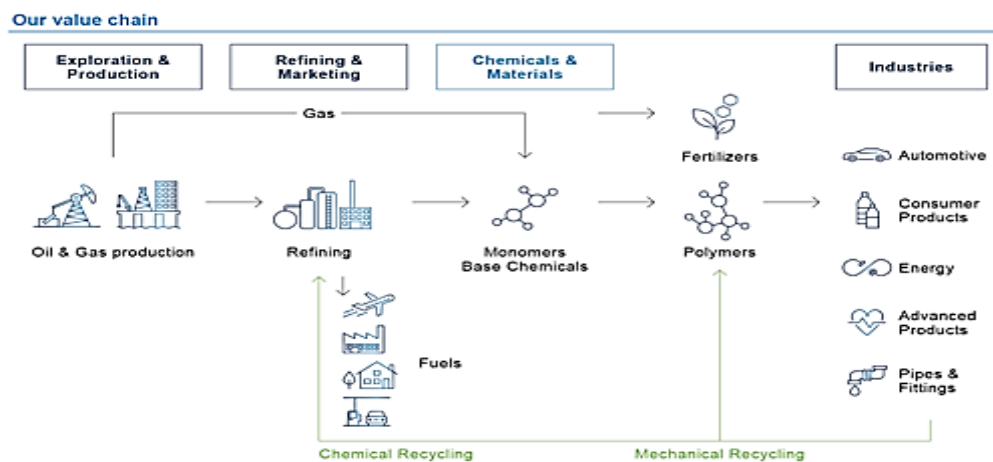 Our value chain
Exploration &
Production
Refining &
Marketing
Chemicals &
Materials
Industries
Gas
Fertilizers
Automotive
Consumer
Products
Oil & Gas production
Refining
Monomers
Base Chemicals
Polymers
Energy
Advanced
Products
Fuels
Pipes &
Fittings
Chemical Recycling
Mechanical Recycling